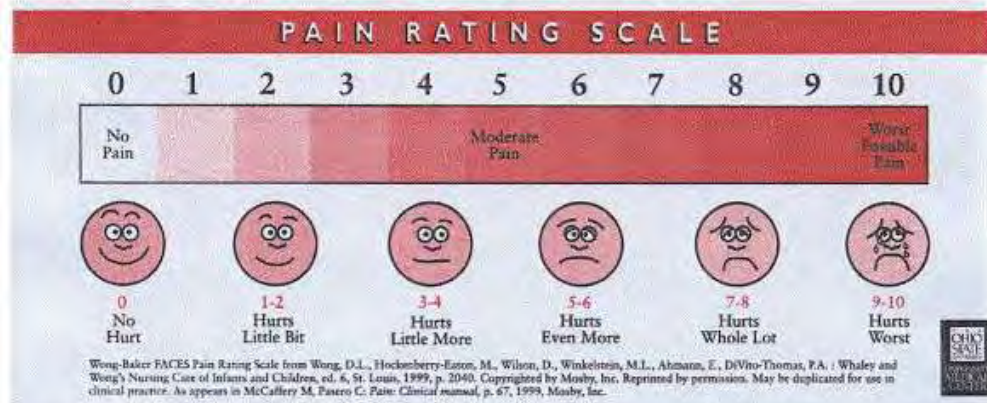 PAIN RATING SCALE
0 1 2 3 4 5 6 7 8 9 10
No Pain
Moderate Pain
Worst Possible Pain
0
No
Hurt
1-2
Hurts
Little Bit
3-4
Hurts
Little More
5-6
Hurts
Even More
7-8
Hurts
Whole Lot
9-10
Hurts
Worst
Wong-Baker FACES Pain Rating Scale from Wong, D.L., Hockenberry-Eaton, M., Wilson, D., Winkelstein, M.L., Ahmann, E., DiVito-Thomas, P.A. : Whaley and
Wong's Nursing Care of Infants and Children, ed. 6, St. Louis, 1999, p. 2040. Copyrighted by Mosby, Inc. Reprinted by permission. May be duplicated for use in
clinical practice. As appears in McCaffery M, Pasero C: Pain: Clinical manual, p. 67, 1999, Mosby, Inc.
OHIO
STATE
MEDICAL
CENTER